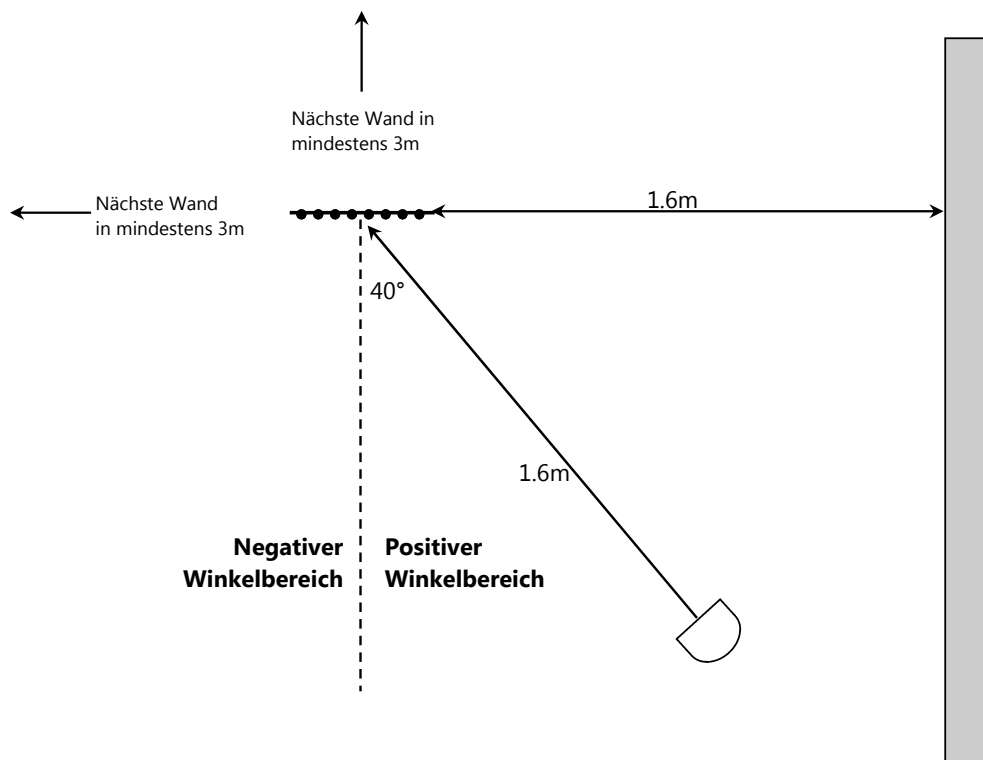 Nächste Wand in
mindestens 3m
Nächste Wand
in mindestens 3m
1.6m
40°
1.6m
Negativer
Winkelbereich
Positiver
Winkelbereich